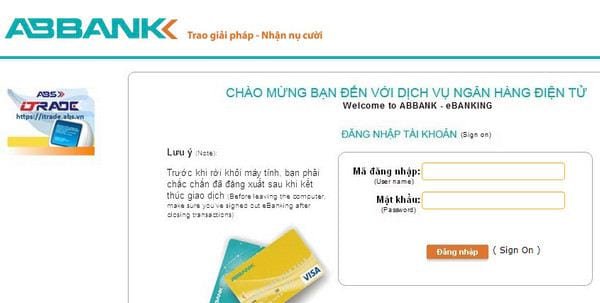 ABBANK Trao giải pháp - Nhận nụ cười
ABS
iTRADE
https://itrade.abs.vn
CHÀO MỪNG BẠN ĐẾN VỚI DỊCH VỤ NGÂN HÀNG ĐIỆN TỬ
Welcome to ABBANK - eBANKING
ĐĂNG NHẬP TÀI KHOẢN (Sign on)
Lưu ý (Note):
Trước khi rời khỏi máy tính, bạn phải
chắc chắn đã đăng xuất sau khi kết
thúc giao dịch (Before leaving the computer,
make sure you've signed out eBanking after
closing transactions)
Mã đăng nhập:
(User name)
Mật khẩu:
(Password)
Đăng nhập ( Sign On )
VISA